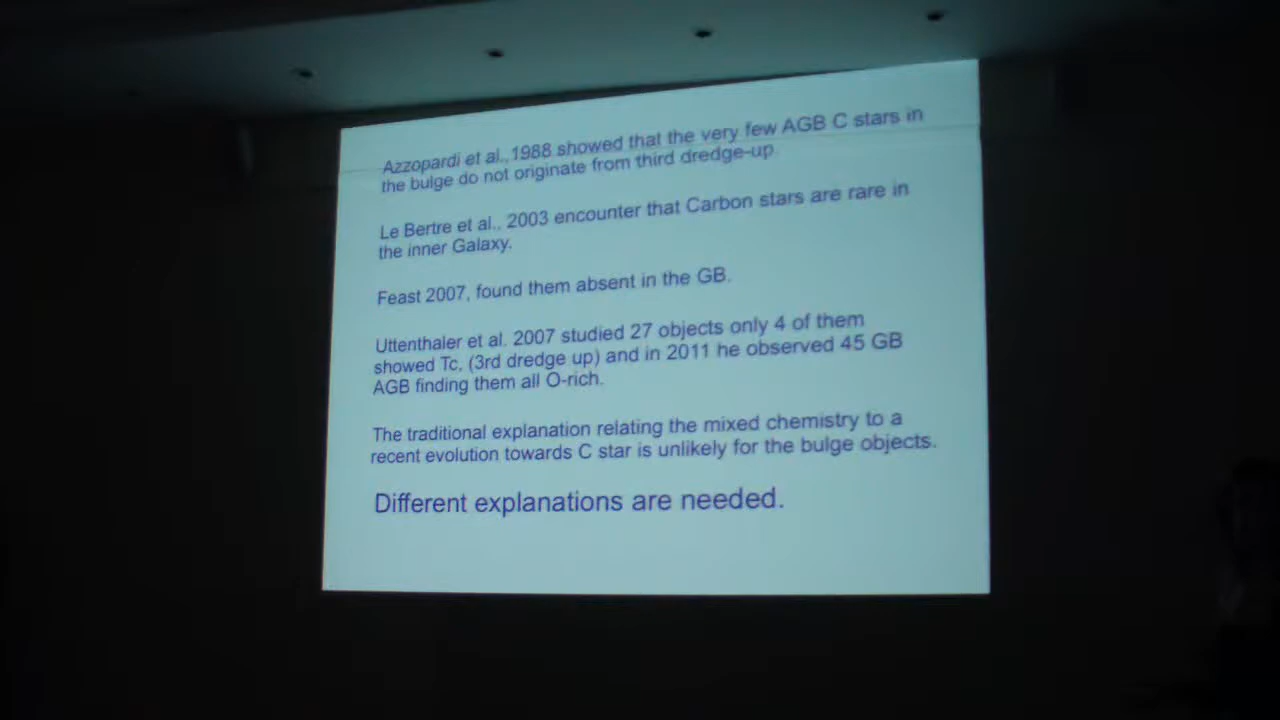 Azzopardi et al., 1988 showed that the very few AGB C stars in
the bulge do not originate from third dredge-up.
Le Bertre et al., 2003 encounter that Carbon stars are rare in
the inner Galaxy.
Feast 2007, found them absent in the GB.
Uttenthaler et al. 2007 studied 27 objects only 4 of them
showed Tc, (3rd dredge up) and in 2011 he observed 45 GB
AGB finding them all O-rich.
The traditional explanation relating the mixed chemistry to a
recent evolution towards C star is unlikely for the bulge objects.
Different explanations are needed.